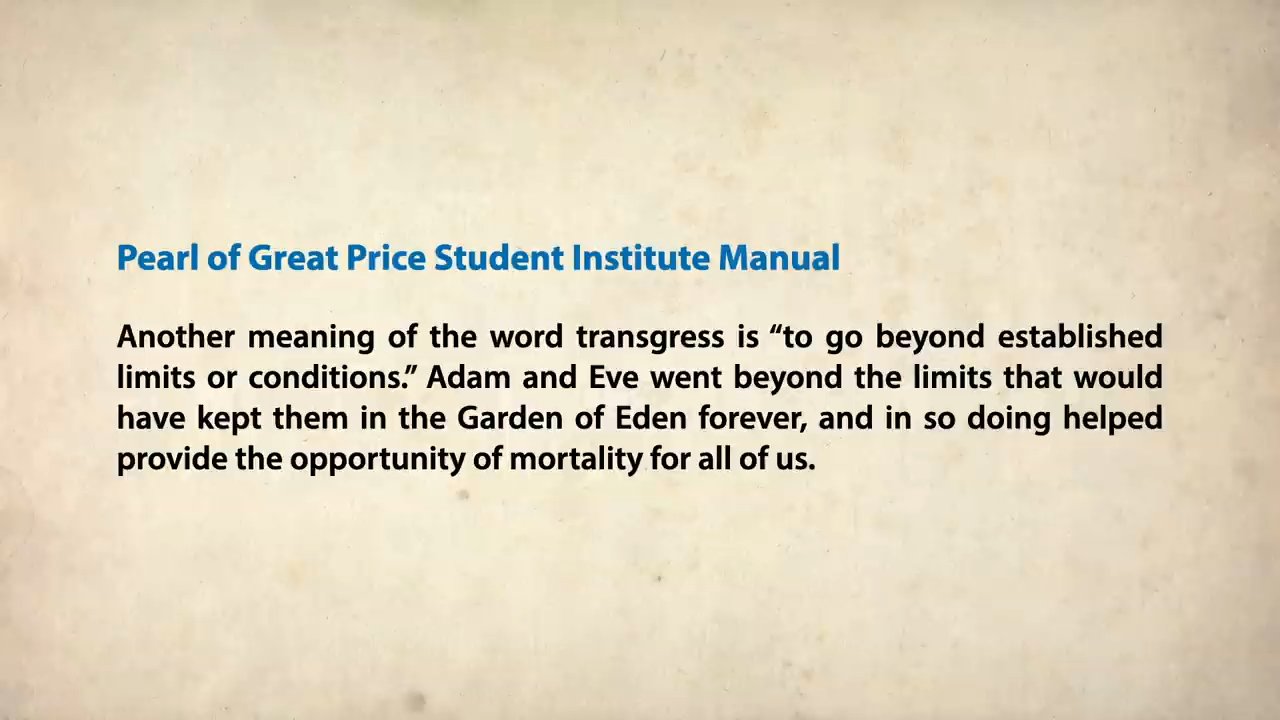 Pearl of Great Price Student Institute Manual
Another meaning of the word transgress is “to go beyond established
limits or conditions.” Adam and Eve went beyond the limits that would
have kept them in the Garden of Eden forever, and in so doing helped
provide the opportunity of mortality for all of us.